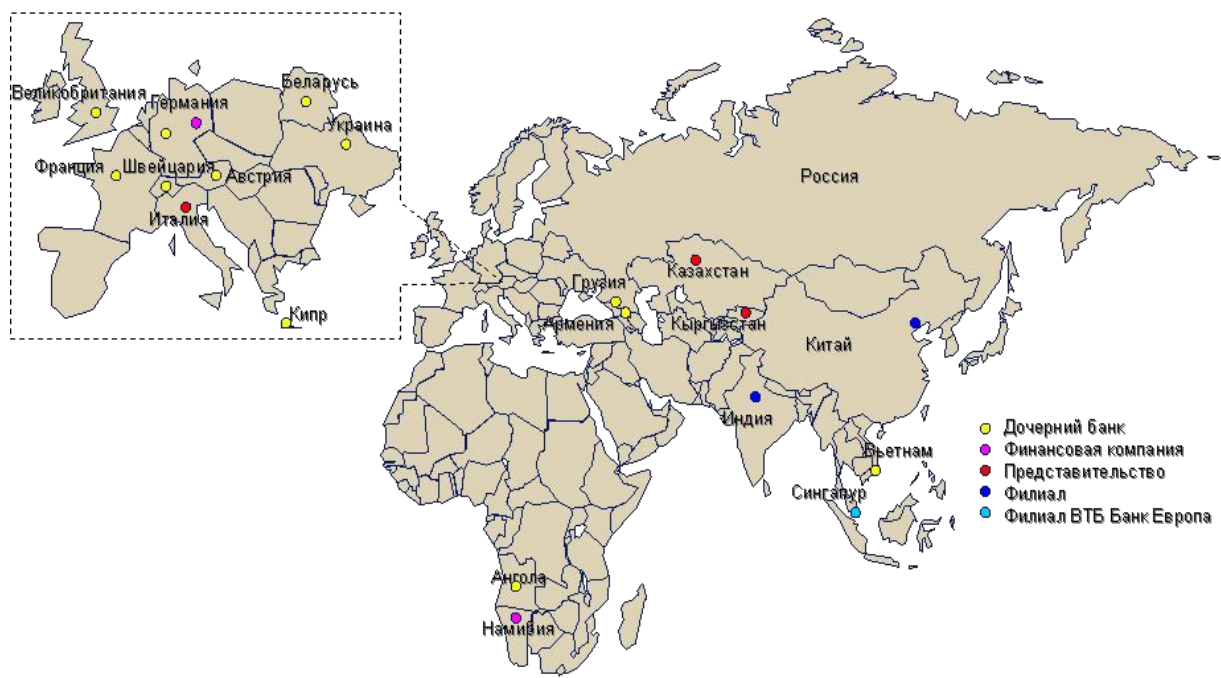 Беларусь
Великобритания
Германия
Украина
Франция
Швейцария
Австрия
Италия
Кипр
Россия
Казахстан
Грузия
Армения
Кыргызстан
Китай
Индия
Вьетнам
Сингапур
Ангола
Намибия
Дочерний банк
Финансовая компания
Представительство
Филиал
Филиал ВТБ Банк Европа